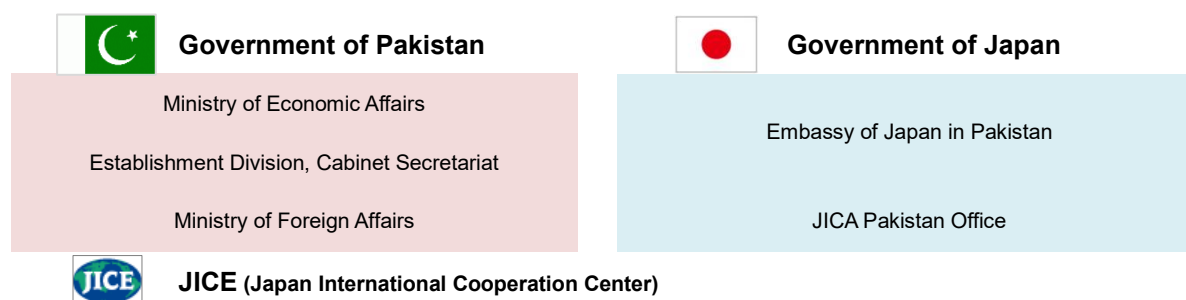 Government of Pakistan
Ministry of Economic Affairs
Establishment Division, Cabinet Secretariat
Ministry of Foreign Affairs
Government of Japan
Embassy of Japan in Pakistan
JICA Pakistan Office
JICE
JICE (Japan International Cooperation Center)